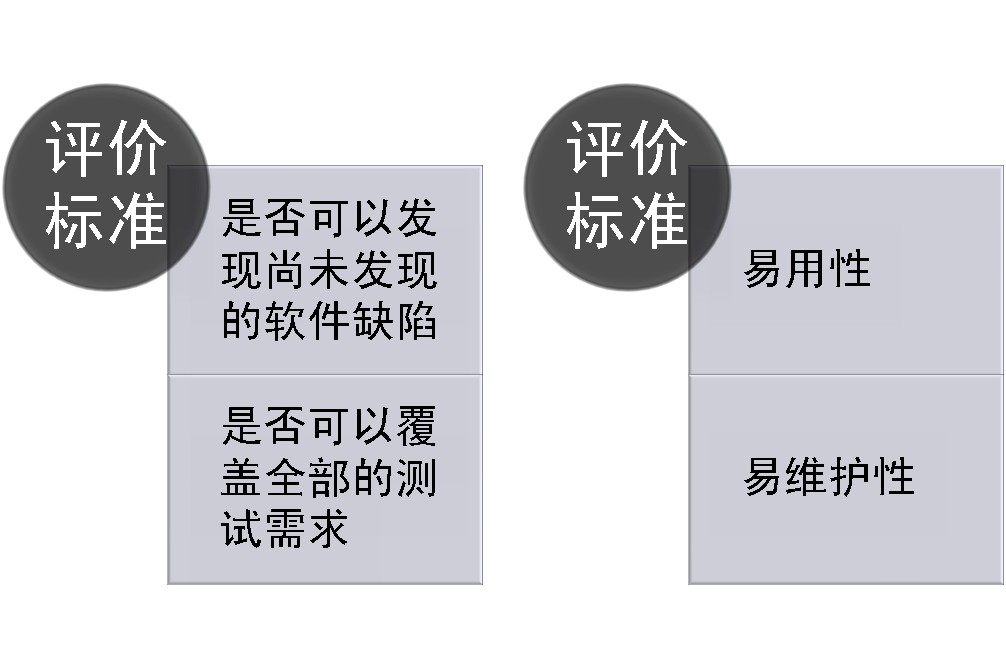 评价
标准
是否可以发
现尚未发现
的软件缺陷
是否可以覆
盖全部的测
试需求
评价
标准
易用性
易维护性